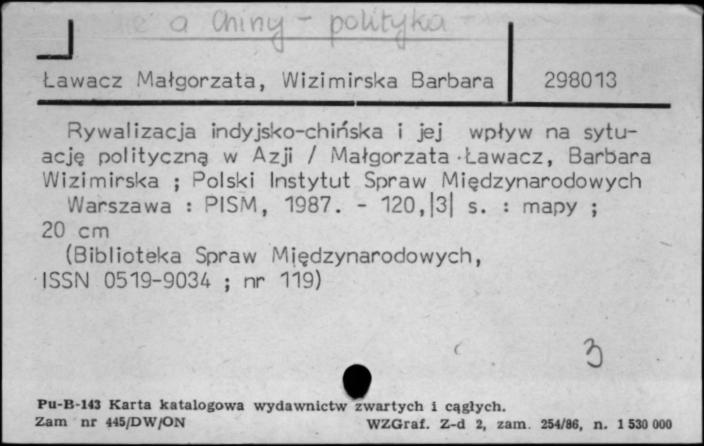 a Chiny - polityka -
Ławacz Małgorzata, Wizimirska Barbara
298013
Rywalizacja indyjsko-chińska i jej wpływ na sytu-
ację polityczną w Azji / Małgorzata Ławacz, Barbara
Wizimirska ; Polski Instytut Spraw Międzynarodowych
Warszawa : PISM, 1987. - 120,|3| s. : mapy ;
20 cm
(Biblioteka Spraw Międzynarodowych,
ISSN 0519-9034 ; nr 119)
3
Pu-B-143 Karta katalogowa wydawnictw zwartych i cągłych.
Zam nr 445/DW/ON WZGraf. Z-d 2, zam. 254/86, n. 1 530 000